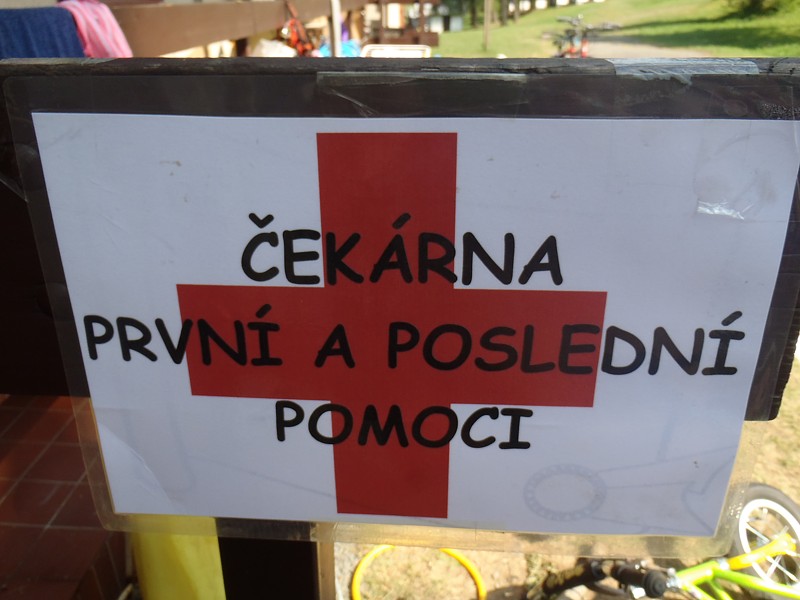 ČEKÁRNA
PRVNÍ A POSLEDNÍ
POMOCI